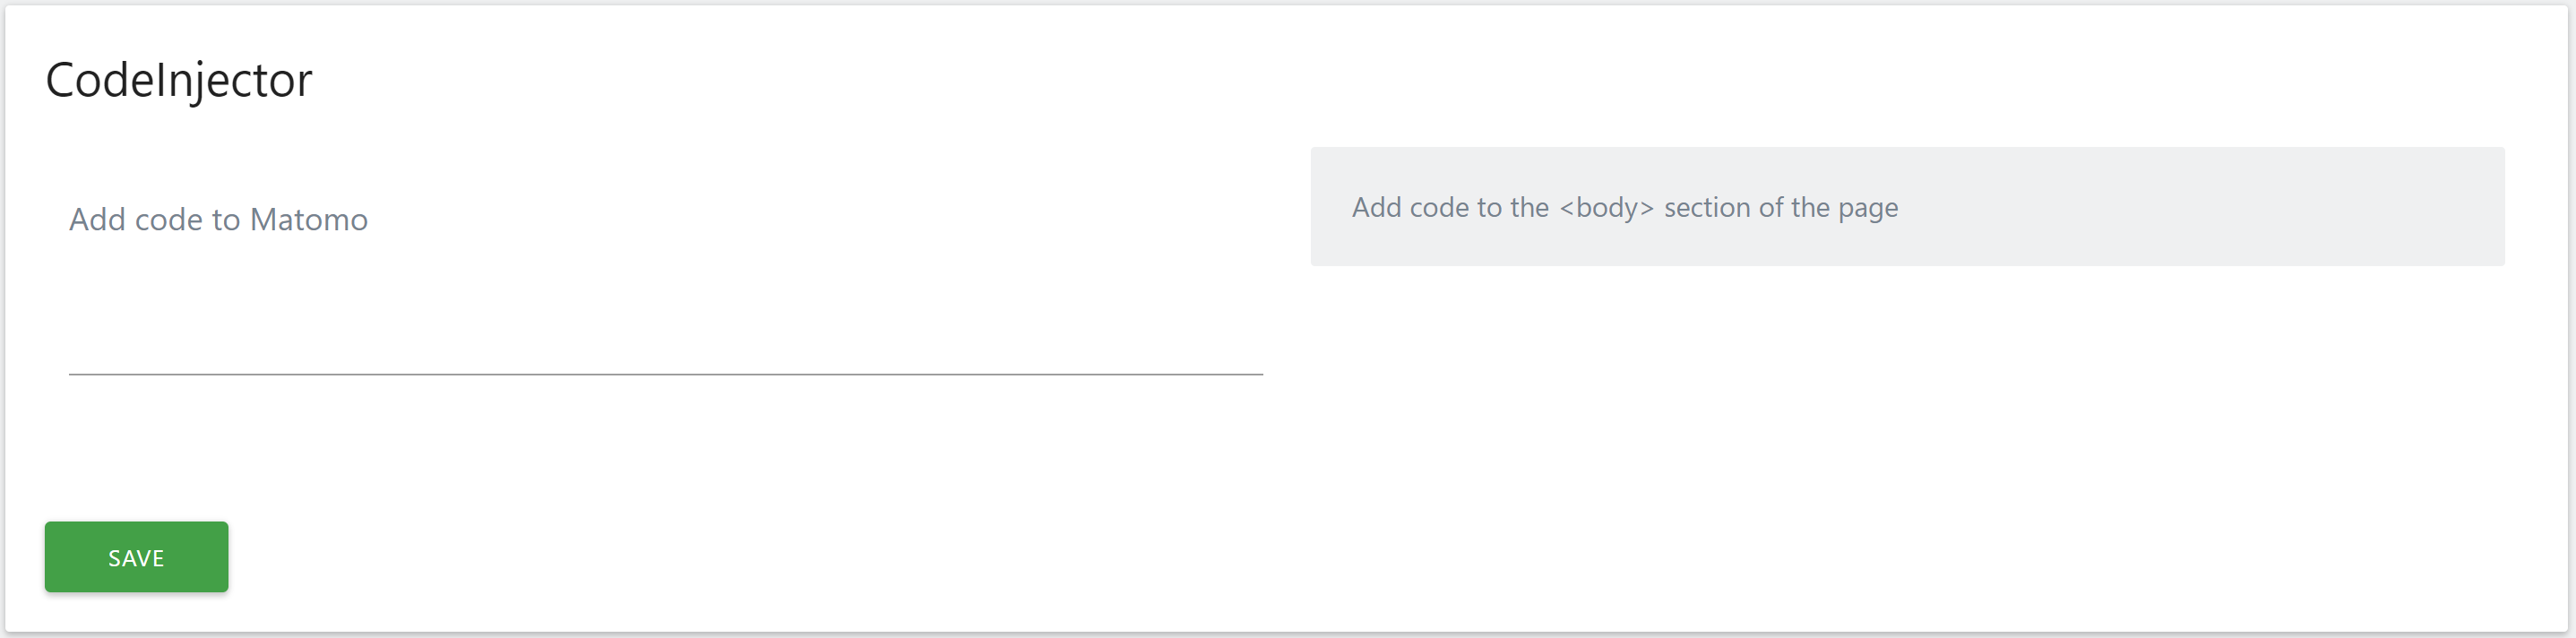 CodeInjector
Add code to Matomo
Add code to the <body> section of the page
SAVE